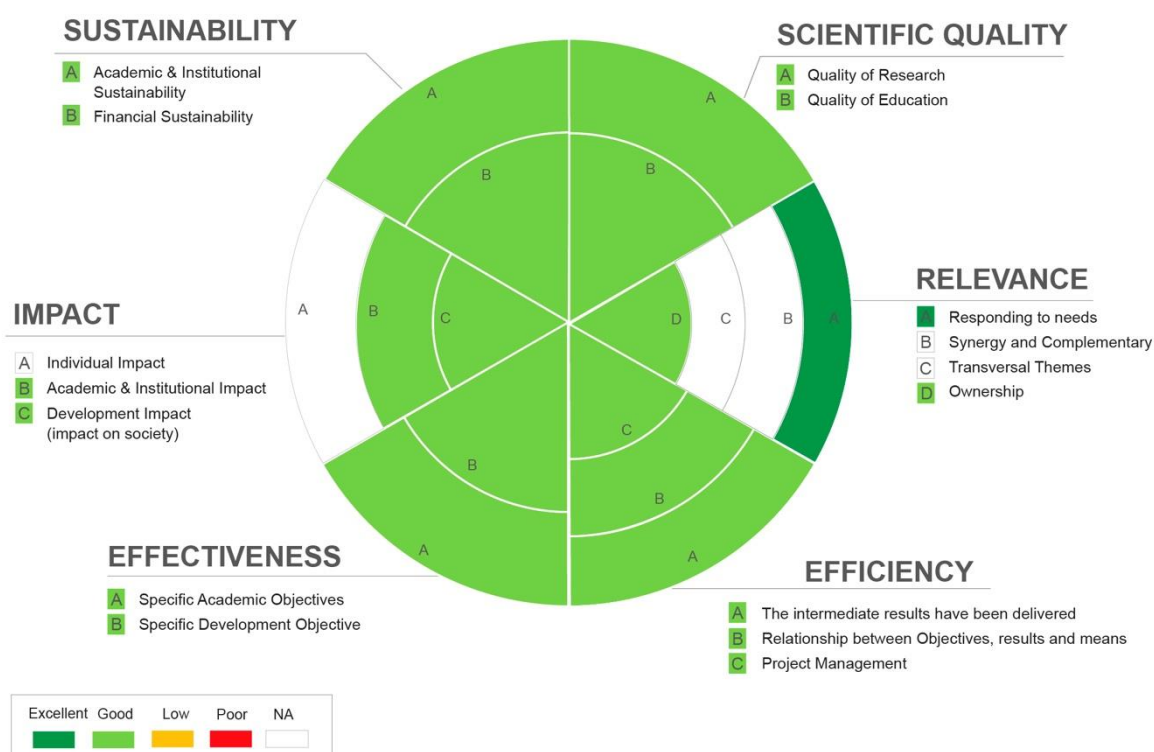 SUSTAINABILITY
A Academic & Institutional
Sustainability
B Financial Sustainability
SCIENTIFIC QUALITY
A Quality of Research
B Quality of Education
A
A
B
B
IMPACT
A Individual Impact
B Academic & Institutional Impact
C Development Impact
(impact on society)
A
B
C
D
C
B
A
RELEVANCE
A Responding to needs
B Synergy and Complementary
C Transversal Themes
D Ownership
C
B
B
A
A
EFFECTIVENESS
A Specific Academic Objectives
B Specific Development Objective
EFFICIENCY
A The intermediate results have been delivered
B Relationship between Objectives, results and means
C Project Management
Excellent Good Low Poor NA